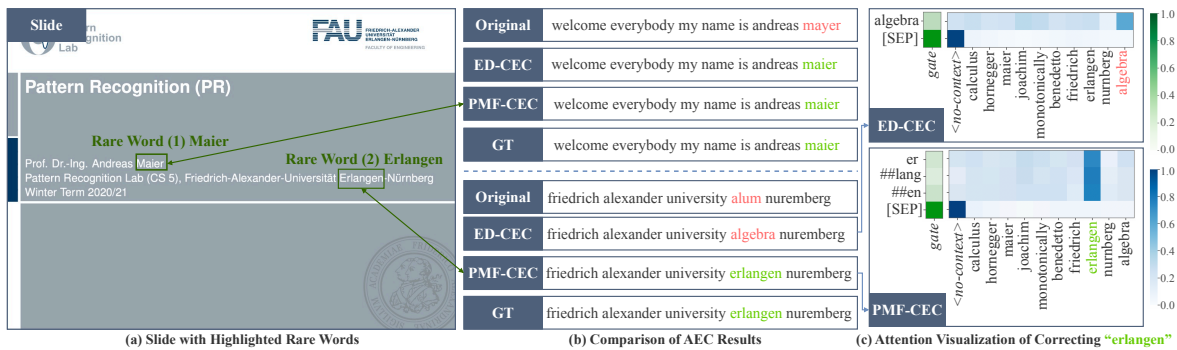 Slide
Pattern
Recognition
Lab
FAU
FRIEDRICH-ALEXANDER
UNIVERSITÄT
ERLANGEN-NÜRNBERG
FACULTY OF ENGINEERING
Pattern Recognition (PR)
Rare Word (1) Maier
Rare Word (2) Erlangen
Prof. Dr.-Ing. Andreas Maier
Pattern Recognition Lab (CS 5), Friedrich-Alexander-Universität Erlangen-Nürnberg
Winter Term 2020/21
(a) Slide with Highlighted Rare Words
Original welcome everybody my name is andreas mayer
ED-CEC welcome everybody my name is andreas maier
PMF-CEC welcome everybody my name is andreas maier
GT welcome everybody my name is andreas maier
Original friedrich alexander university alum nuremberg
ED-CEC friedrich alexander university algebra nuremberg
PMF-CEC friedrich alexander university erlangen nuremberg
GT friedrich alexander university erlangen nuremberg
(b) Comparison of AEC Results
algebra
[SEP]
gate
<no-context>
calculus
hornegger
maier
joachim
monotonically
benedetto
friedrich
erlangen
nurnberg
algebra
ED-CEC
1.0
0.8
0.6
0.4
0.2
0.0
er
##lang
##en
[SEP]
gate
<no-context>
calculus
hornegger
maier
joachim
monotonically
benedetto
friedrich
erlangen
nurnberg
algebra
PMF-CEC
1.0
0.8
0.6
0.4
0.2
0.0
(c) Attention Visualization of Correcting “erlangen”